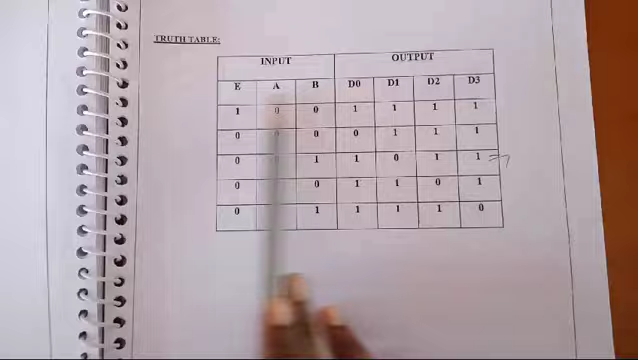 TRUTH TABLE:
INPUT OUTPUT
E A B D0 D1 D2 D3
1 0 0 1 1 1 1
0 0 0 1 1 1
0 1 1 0 1 1
0 0 1 1 0 1
0 1 1 1 1 0